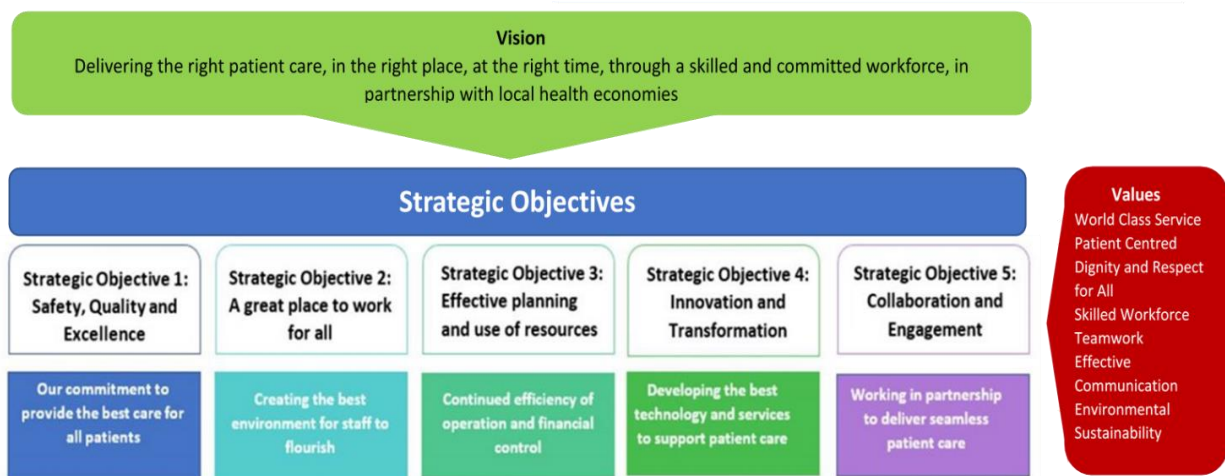 Vision
Delivering the right patient care, in the right place, at the right time, through a skilled and committed workforce, in
partnership with local health economies
Strategic Objectives
Strategic Objective 1:
Safety, Quality and
Excellence
Our commitment to
provide the best care for
all patients
Strategic Objective 2:
A great place to work
for all
Creating the best
environment for staff to
flourish
Strategic Objective 3:
Effective planning
and use of resources
Continued efficiency of
operation and financial
control
Strategic Objective 4:
Innovation and
Transformation
Developing the best
technology and services
to support patient care
Strategic Objective 5:
Collaboration and
Engagement
Working in partnership
to deliver seamless
patient care
Values
World Class Service
Patient Centred
Dignity and Respect
for All
Skilled Workforce
Teamwork
Effective
Communication
Environmental
Sustainability